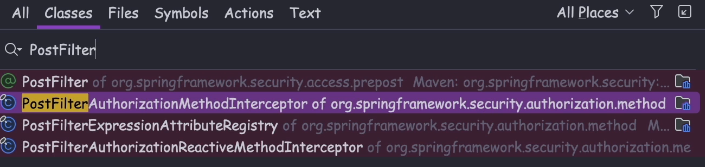 All Classes Files Symbols Actions Text All Places
PostFilter
PostFilter of org.springframework.security.access.prepost Maven: org.springframework.security:...
PostFilterAuthorizationMethodInterceptor of org.springframework.security.authorization.method
PostFilterExpressionAttributeRegistry of org.springframework.security.authorization.method M...
PostFilterAuthorizationReactiveMethodInterceptor of org.springframework.security.authorization.me